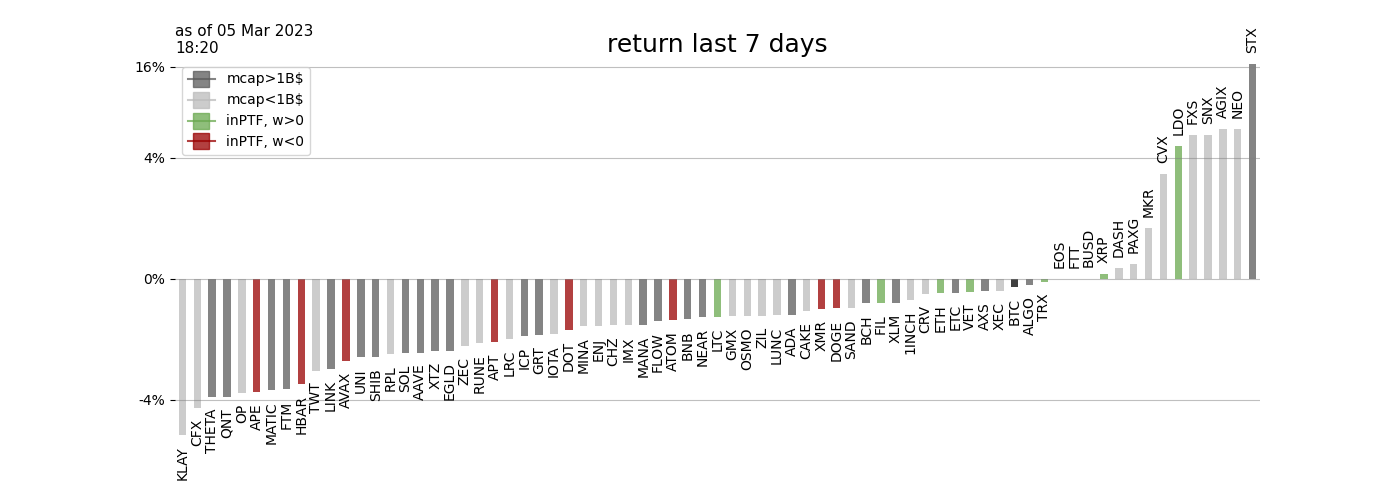 as of 05 Mar 2023
18:20
return last 7 days
16%
4%
0%
-4%
mcap>1B$
mcap<1B$
inPTF, w>0
inPTF, w<0
KLAY
CFX
THETA
QNT
OP
APE
MATIC
FTM
HBAR
TWT
LINK
AVAX
UNI
SHIB
RPL
SOL
AAVE
XTZ
EGLD
ZEC
RUNE
APT
LRC
ICP
GRT
IOTA
DOT
MINA
ENJ
CHZ
IMX
MANA
FLOW
ATOM
BNB
NEAR
LTC
GMX
OSMO
ZIL
LUNC
ADA
CAKE
XMR
DOGE
SAND
BCH
FIL
XLM
1INCH
CRV
ETH
ETC
VET
AXS
XEC
BTC
ALGO
TRX
EOS
FTT
BUSD
XRP
DASH
PAXG
MKR
CVX
LDO
FXS
SNX
AGIX
NEO
STX